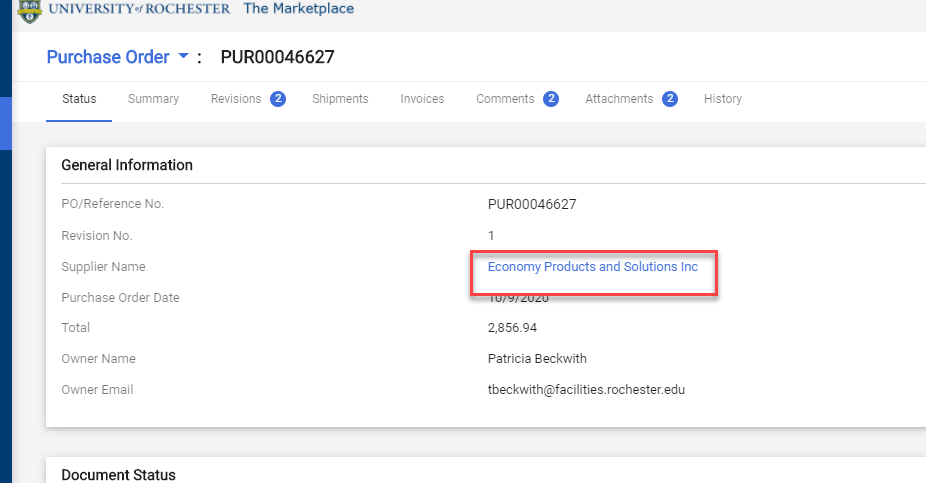 UNIVERSITY of ROCHESTER The Marketplace
Purchase Order : PUR00046627
Status Summary Revisions 2 Shipments Invoices Comments 2 Attachments 2 History
General Information
PO/Reference No. PUR00046627
Revision No. 1
Supplier Name Economy Products and Solutions Inc
Purchase Order Date 10/9/2020
Total 2,856.94
Owner Name Patricia Beckwith
Owner Email tbeckwith@facilities.rochester.edu
Document Status